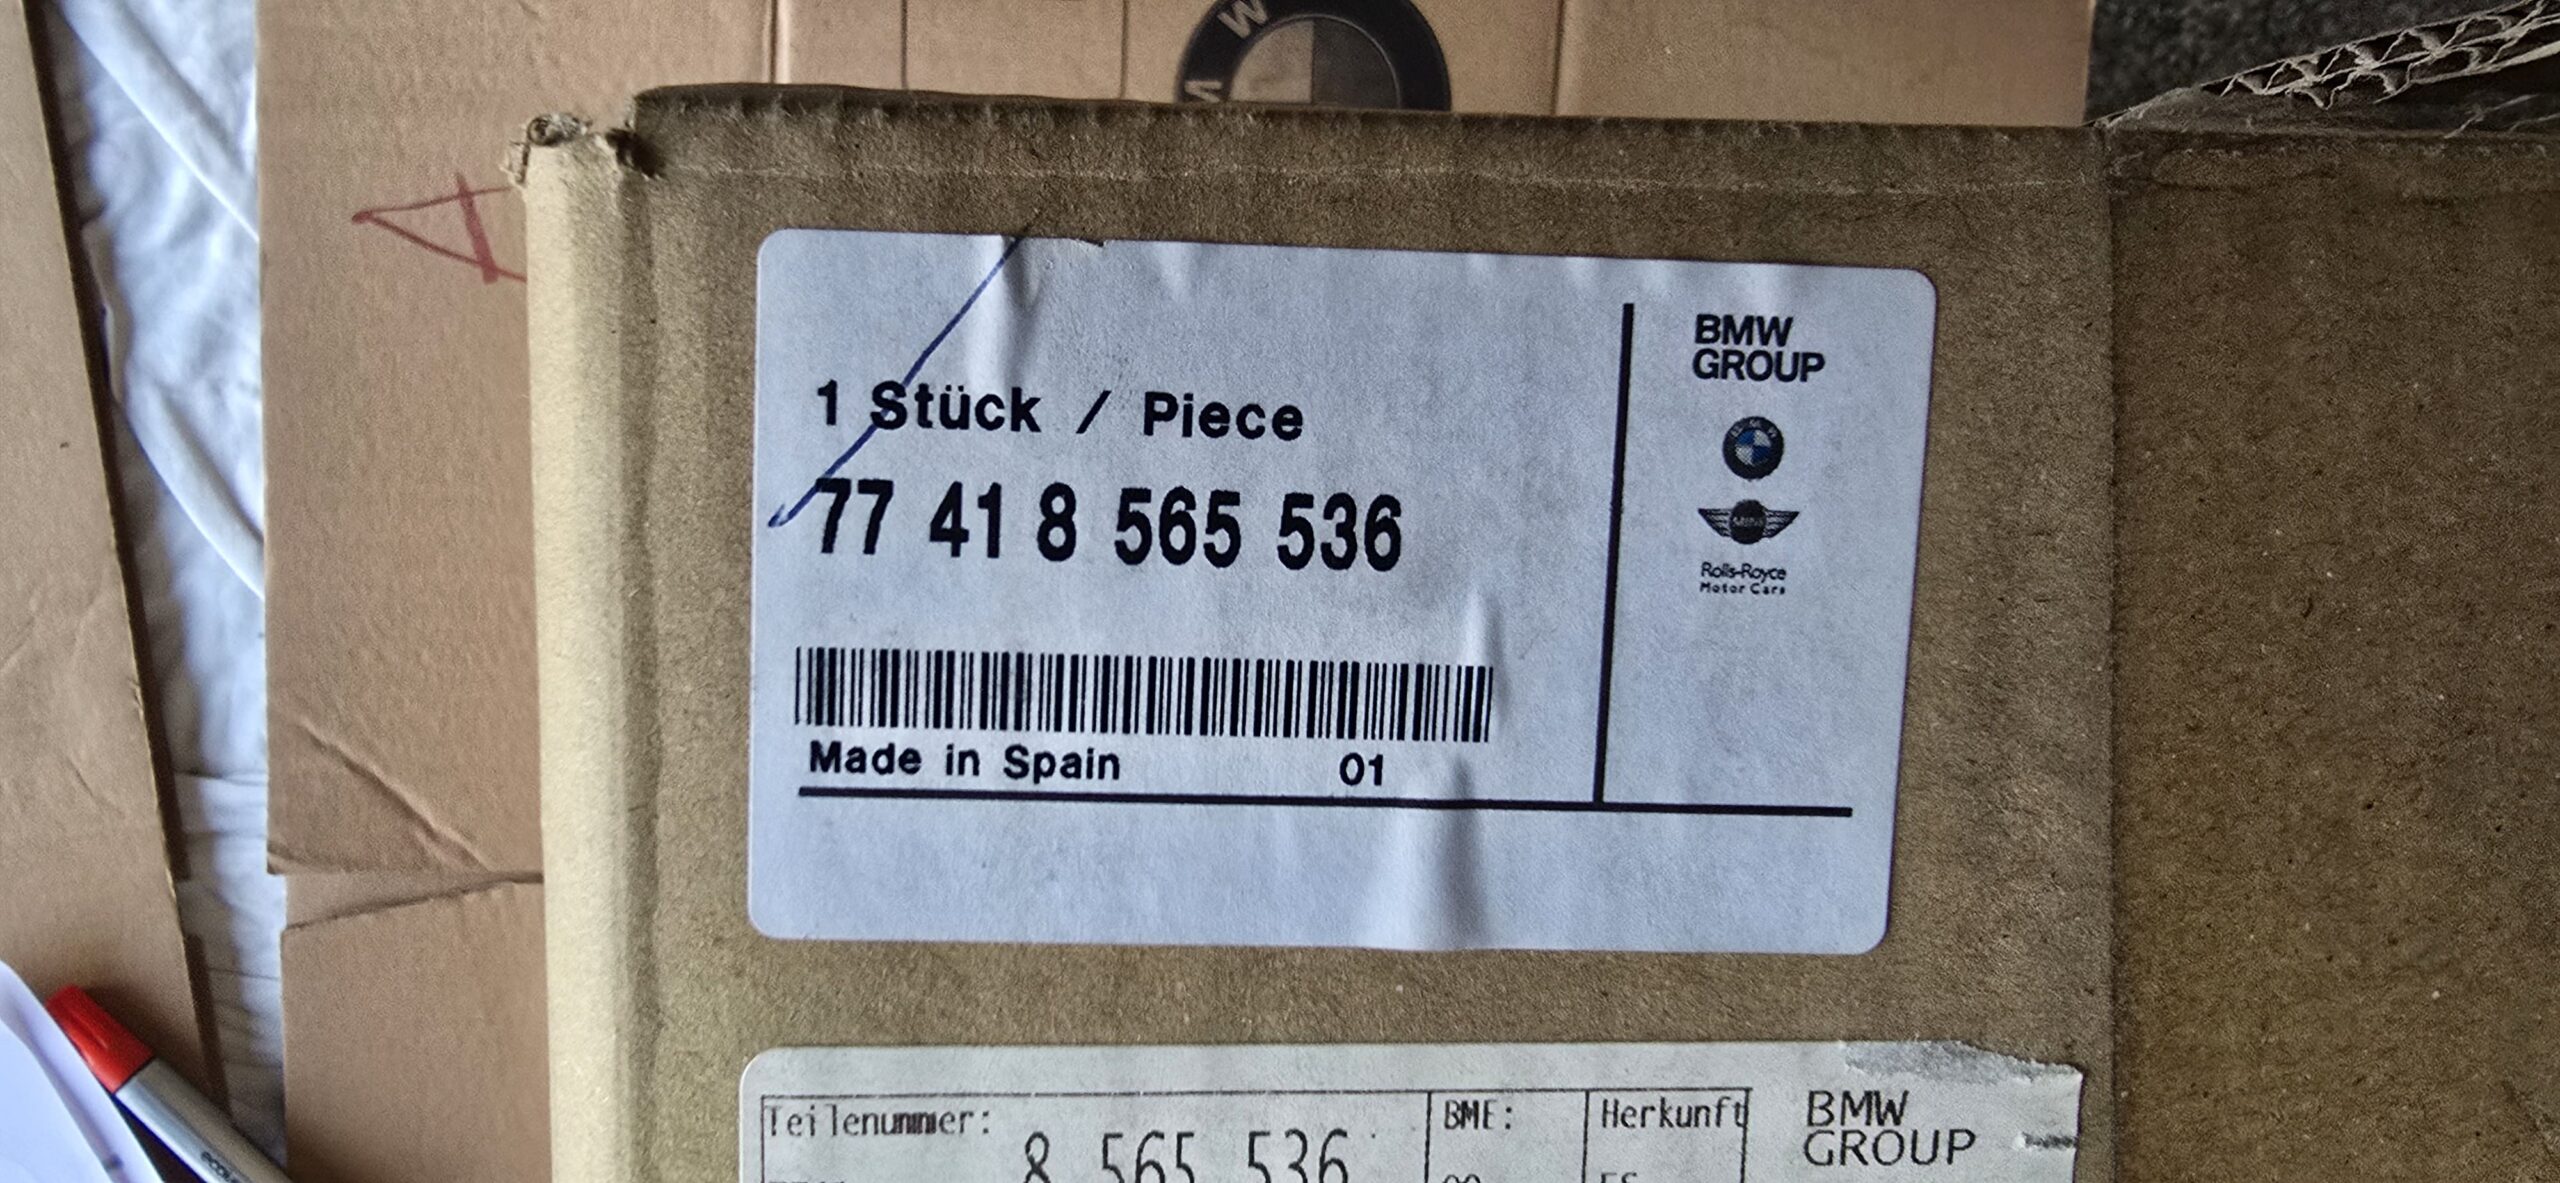 W
1 Stück / Piece
77 41 8 565 536
Made in Spain 01
BMW
GROUP
MINI
Rolls-Royce
Motor Cars
Teilenummer:
8 565 536
BME:
Herkunft
BMW
GROUP
A